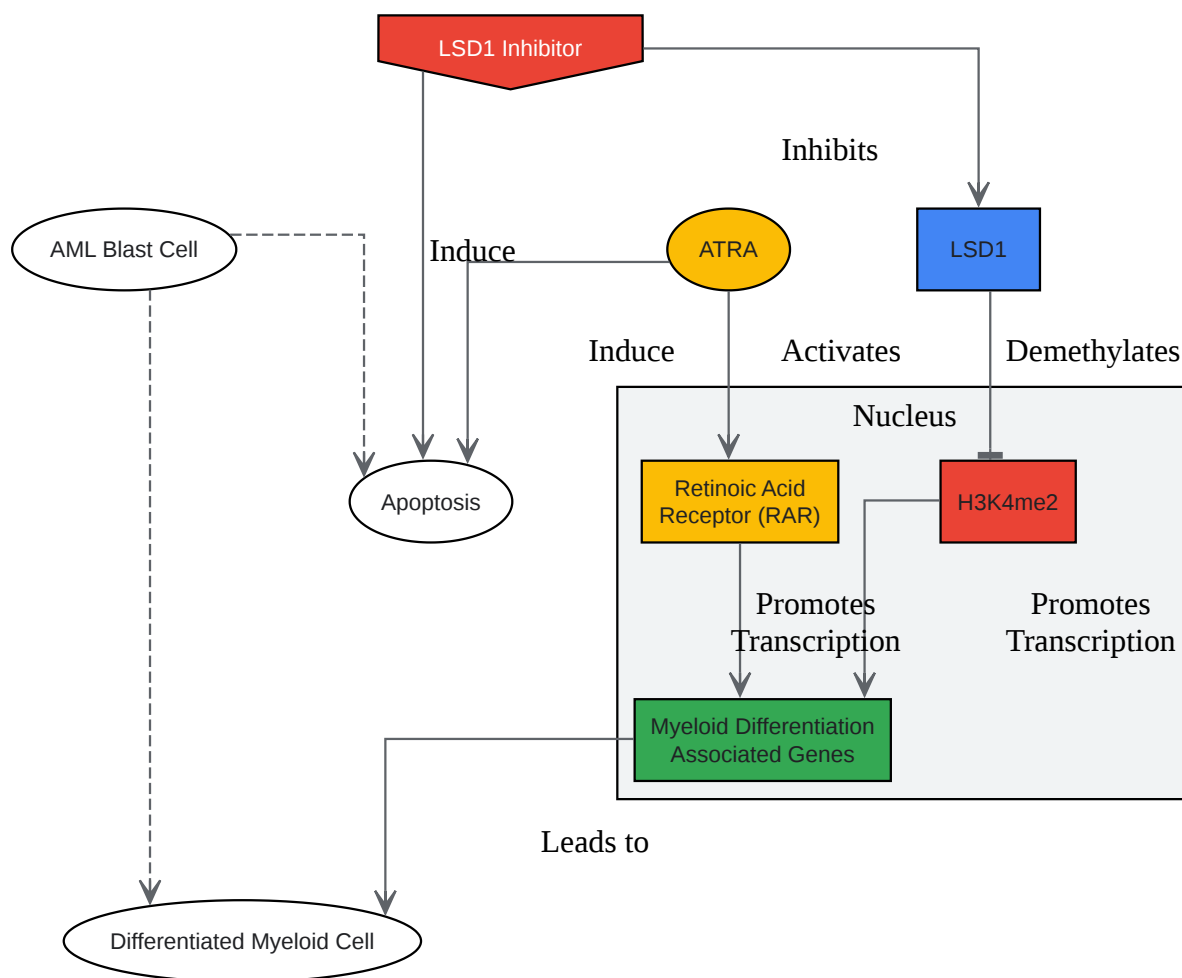 LSD1 Inhibitor
Inhibits
AML Blast Cell
Induce
ATRA
LSD1
Induce
Activates
Demethylates
Nucleus
Apoptosis
Retinoic Acid
Receptor (RAR)
H3K4me2
Promotes
Transcription
Promotes
Transcription
Myeloid Differentiation
Associated Genes
Leads to
Differentiated Myeloid Cell